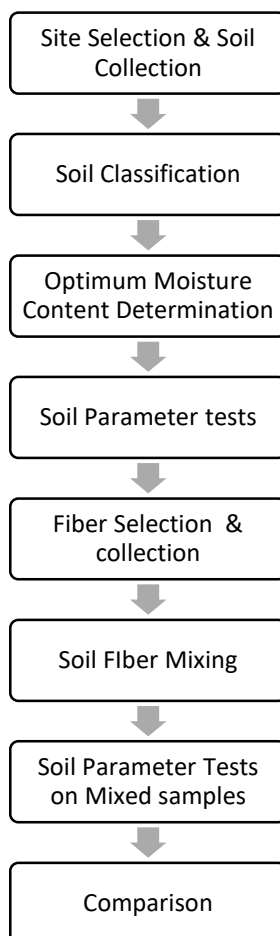 Site Selection & Soil
Collection
Soil Classification
Optimum Moisture
Content Determination
Soil Parameter tests
Fiber Selection &
collection
Soil FIber Mixing
Soil Parameter Tests
on Mixed samples
Comparison